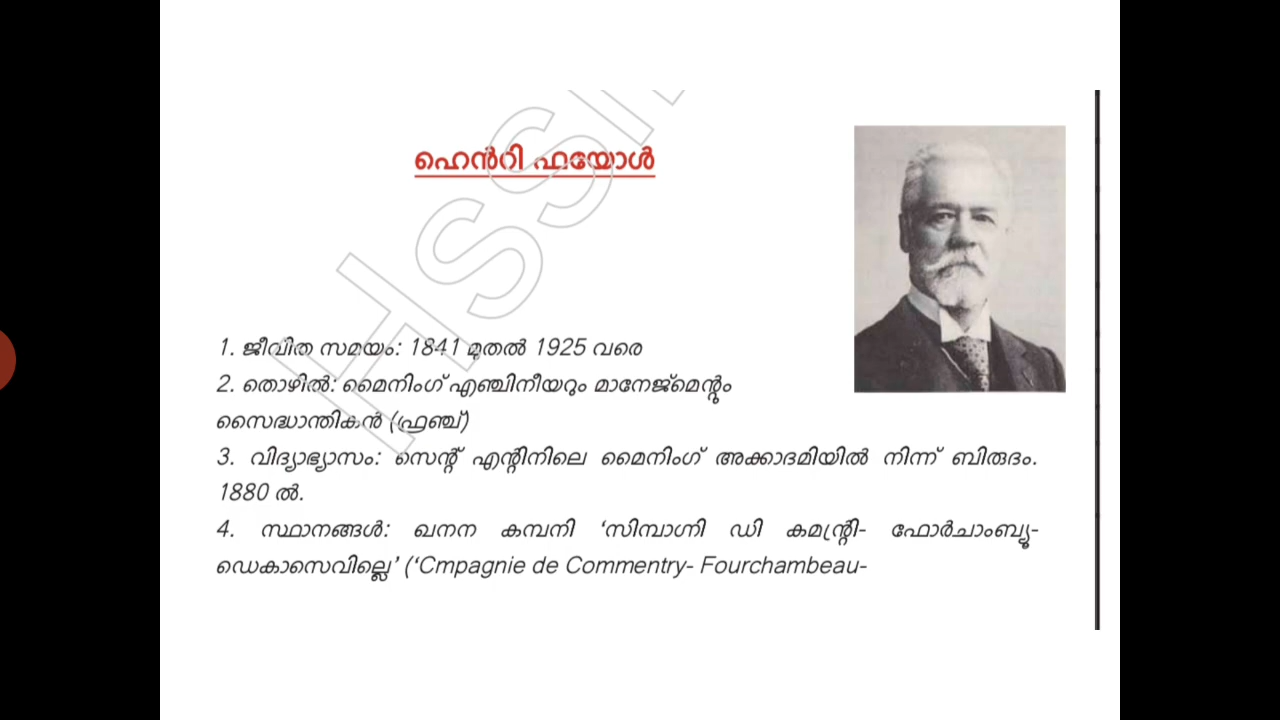 ഹെൻറി ഫയോൾ
1. ജീവിത സമയം: 1841 മുതൽ 1925 വരെ
2. തൊഴിൽ: മൈനിംഗ് എഞ്ചിനീയറും മാനേജ്മെന്റും
സൈദ്ധാന്തികൻ (ഫ്രഞ്ച്)
3. വിദ്യാഭ്യാസം: സെന്റ് എന്റിനിലെ മൈനിംഗ് അക്കാദമിയിൽ നിന്ന് ബിരുദം.
1880 ൽ.
4. സ്ഥാനങ്ങൾ: ഖനന കമ്പനി ‘സിമ്പാഗ്നി ഡി കമന്ററി- ഫോർചാംബ്യൂ-
ഡെകാസെവില്ലെ’ (‘Cmpagnie de Commentry- Fourchambeau-